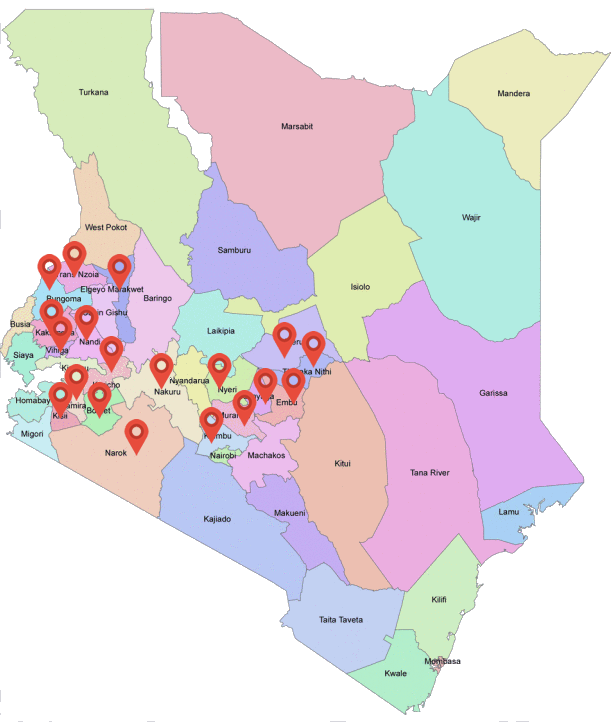 Turkana
Mandera
Marsabit
Wajir
West Pokot
Samburu
Trans Nzoia
Isiolo
Elgeyo Marakwet
Baringo
Bungoma
Gishu
Busia
Laikipia
Nandi
Vihiga
Siaya
Nithi
Nyandarua
Nakuru
Nyeri
Garissa
Homabay
Embu
Kisii
Migori
Narok
Nairobi
Machakos
Kitui
Tana River
Makueni
Lamu
Kajiado
Kilifi
Taita Taveta
Mombasa
Kwale